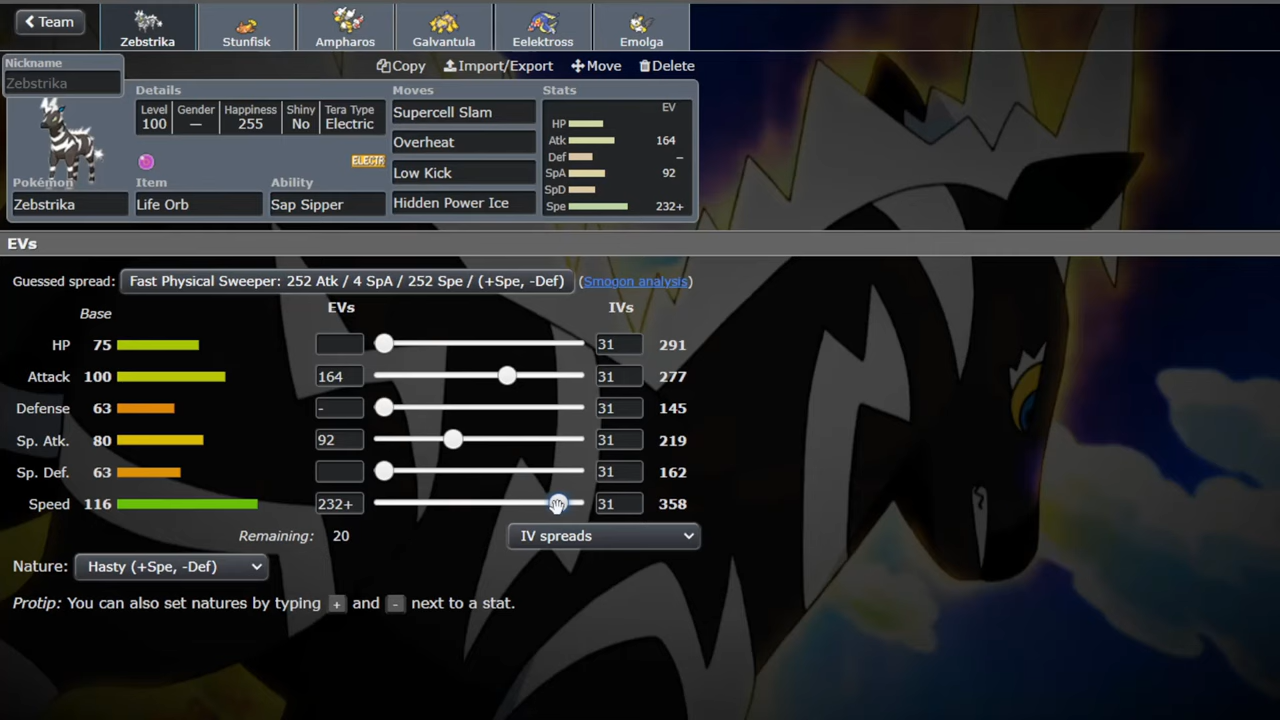 Team
Zebstrika
Stunfisk
Ampharos
Galvantula
Eelektross
Emolga
Copy Import/Export Move Delete
Nickname
Zebstrika
Details
Level Gender Happiness Shiny Tera Type
100 — 255 No Electric
ELECTR
Pokémon
Zebstrika
Item
Life Orb
Ability
Sap Sipper
Moves
Supercell Slam
Overheat
Low Kick
Hidden Power Ice
Stats
EV
HP
Atk 164
Def –
SpA 92
SpD
Spe 232+
EVs
Guessed spread: Fast Physical Sweeper: 252 Atk / 4 SpA / 252 Spe / (+Spe, -Def) (Smogon analysis)
Base EVs IVs
HP 75 31 291
Attack 100 164 31 277
Defense 63 - 31 145
Sp. Atk. 80 92 31 219
Sp. Def. 63 31 162
Speed 116 232+ 31 358
Remaining: 20 IV spreads
Nature: Hasty (+Spe, -Def)
Protip: You can also set natures by typing + and - next to a stat.